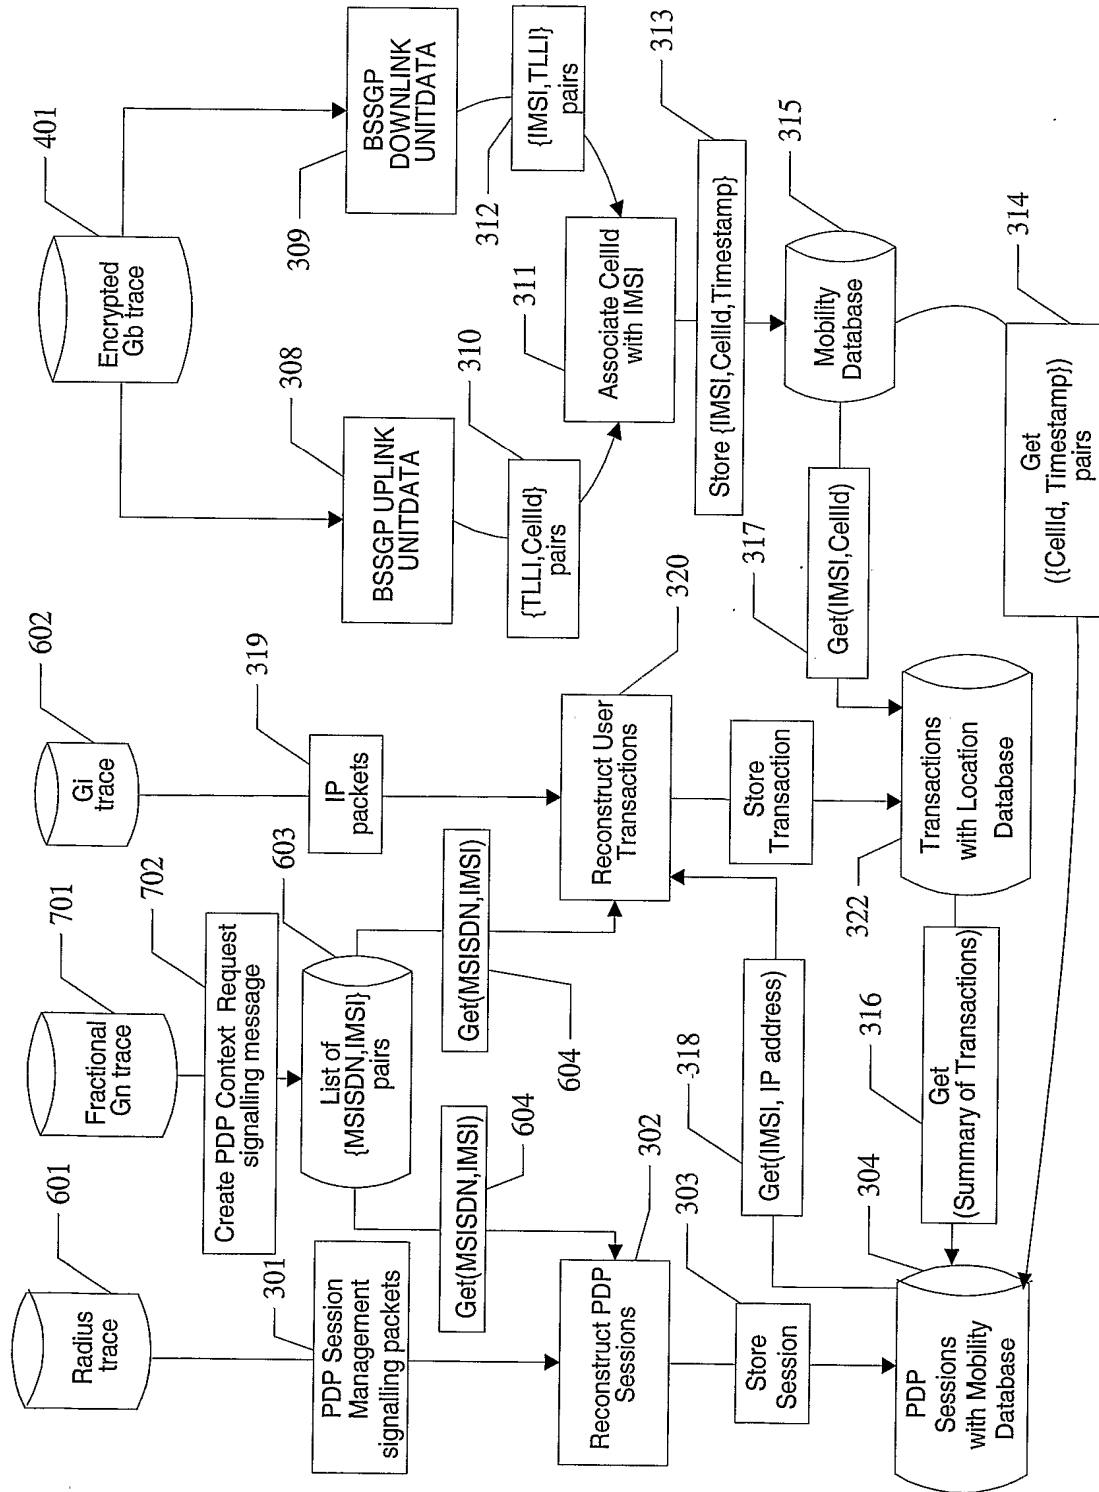 Radius
trace
601
Fractional
Gn trace
701
Gi
trace
602
Encrypted
Gb trace
401
Create PDP Context Request
signalling message
702
PDP Session
Management
signalling packets
301
List of
{MSISDN,IMSI}
pairs
603
IP
packets
319
BSSGP UPLINK
UNITDATA
308
BSSGP
DOWNLINK
UNITDATA
309
Get(MSISDN,IMSI)
604
Get(MSISDN,IMSI)
604
{TLLI,CellId}
pairs
310
{IMSI,TLLI}
pairs
312
Reconstruct PDP
Sessions
302
Reconstruct User
Transactions
320
Associate CellId
with IMSI
311
Store {IMSI,CellId,Timestamp}
313
Store
Session
303
Get(IMSI, IP address)
318
Store
Transaction
Get(IMSI,CellId)
317
Mobility
Database
315
PDP
Sessions
with Mobility
Database
304
Get
(Summary of Transactions)
316
Transactions
with Location
Database
322
Get
({CellId, Timestamp})
pairs
314